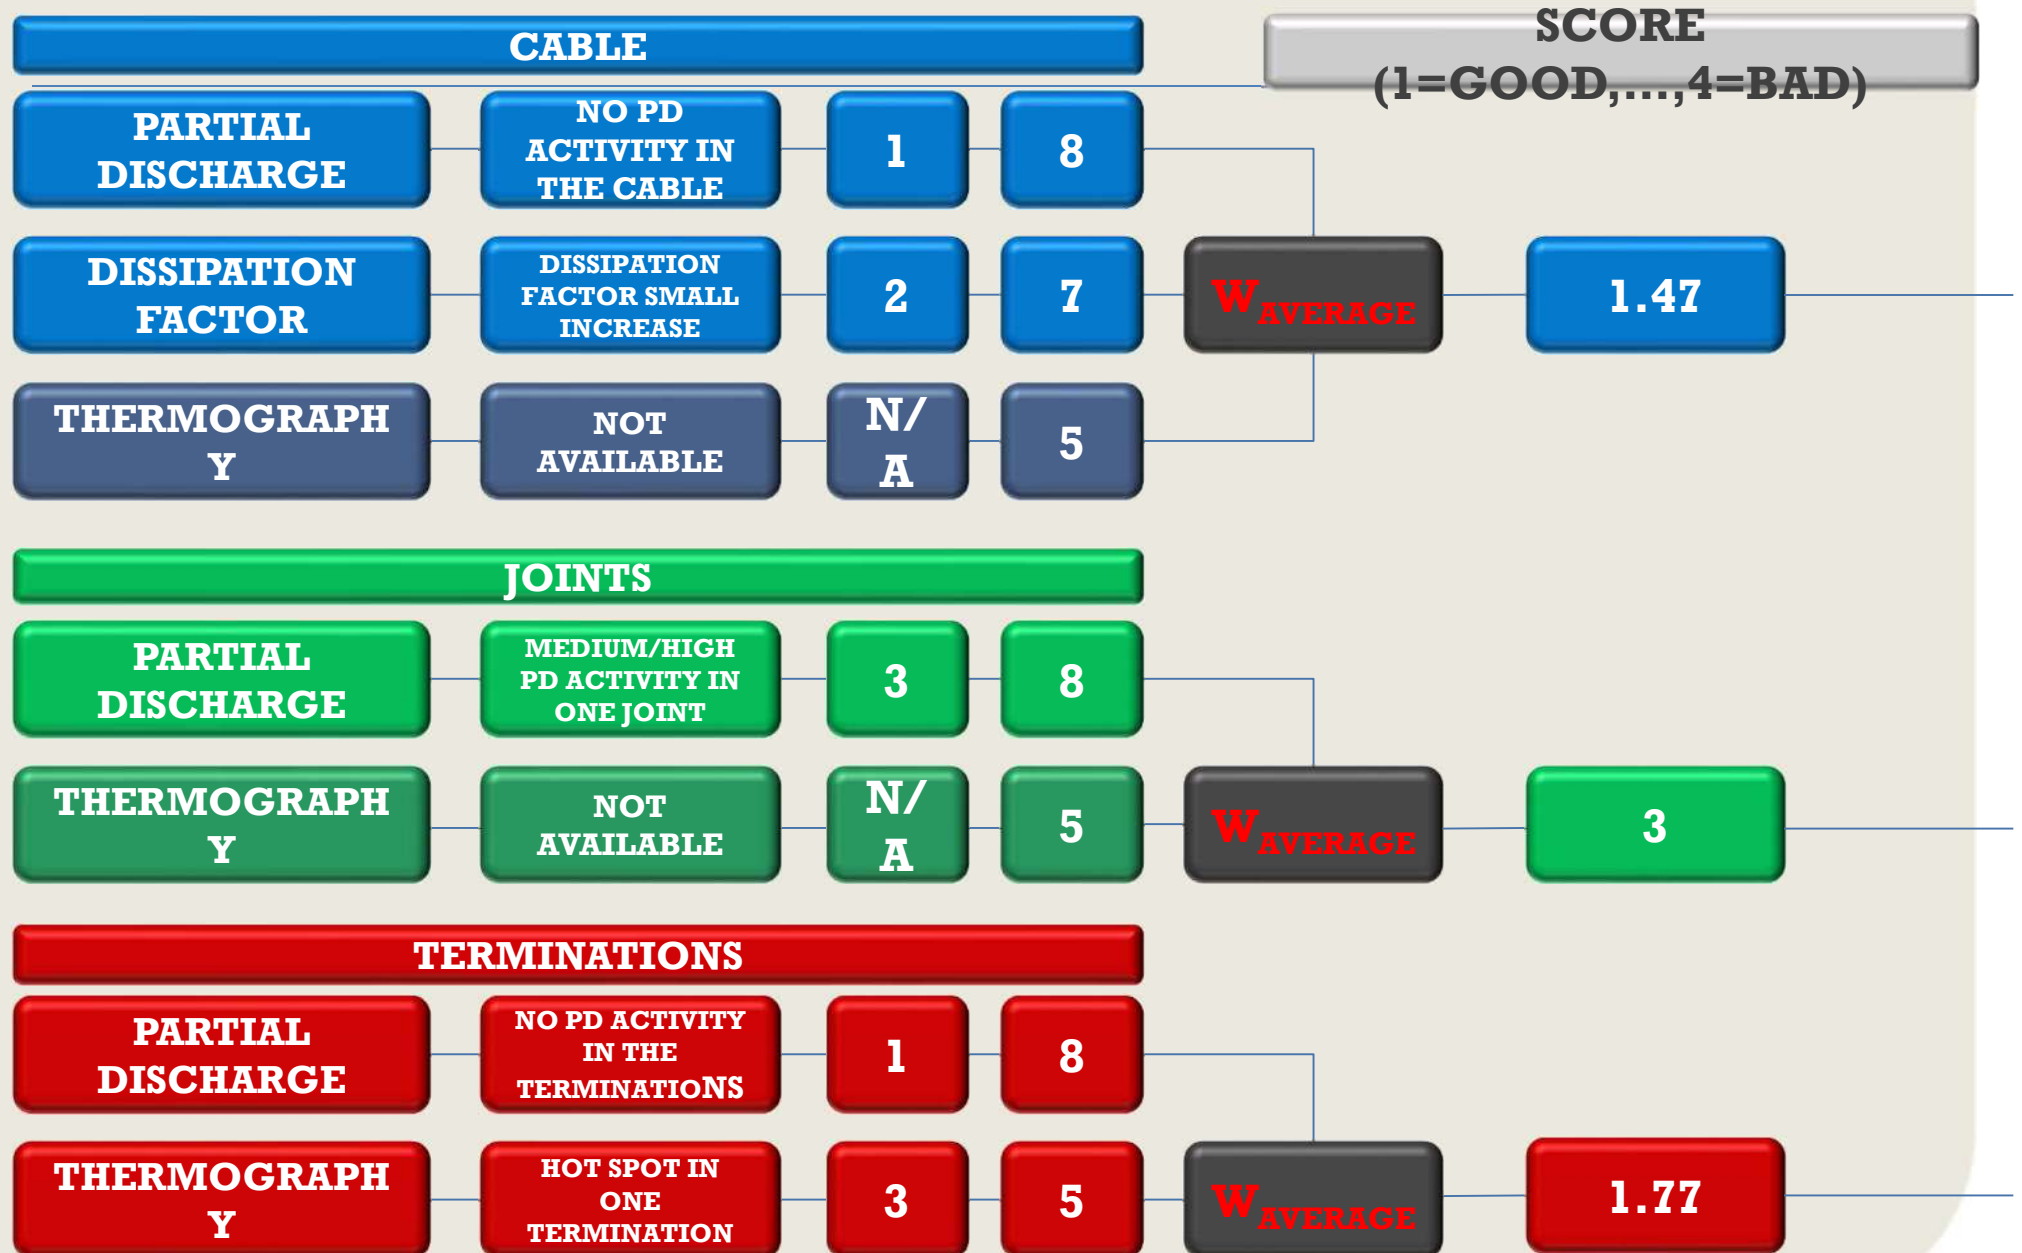 CABLE
SCORE
(1=GOOD,...,4=BAD)
PARTIAL
DISCHARGE
NO PD
ACTIVITY IN
THE CABLE
1
8
DISSIPATION
FACTOR
DISSIPATION
FACTOR SMALL
INCREASE
2
7
WAVERAGE
1.47
THERMOGRAPH
Y
NOT
AVAILABLE
N/
A
5
JOINTS
PARTIAL
DISCHARGE
MEDIUM/HIGH
PD ACTIVITY IN
ONE JOINT
3
8
THERMOGRAPH
Y
NOT
AVAILABLE
N/
A
5
WAVERAGE
3
TERMINATIONS
PARTIAL
DISCHARGE
NO PD ACTIVITY
IN THE
TERMINATIONS
1
8
THERMOGRAPH
Y
HOT SPOT IN
ONE
TERMINATION
3
5
WAVERAGE
1.77